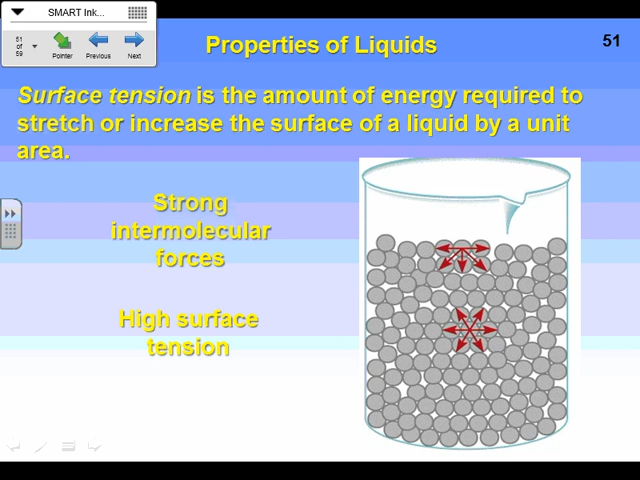 SMART Ink...
51
of
59
Pointer
Previous
Next
Properties of Liquids
51
Surface tension is the amount of energy required to
stretch or increase the surface of a liquid by a unit
area.
Strong
intermolecular
forces
High surface
tension